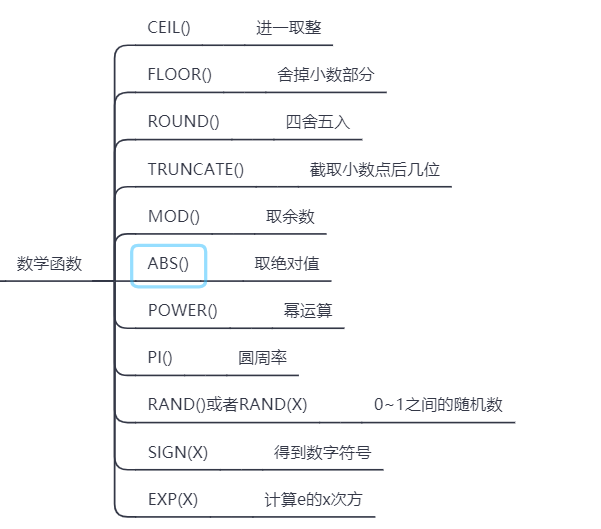 CEIL() 进一取整
FLOOR() 舍掉小数部分
ROUND() 四舍五入
TRUNCATE() 截取小数点后几位
MOD() 取余数
数学函数 ABS() 取绝对值
POWER() 幂运算
PI() 圆周率
RAND()或者RAND(X) 0~1之间的随机数
SIGN(X) 得到数字符号
EXP(X) 计算e的x次方